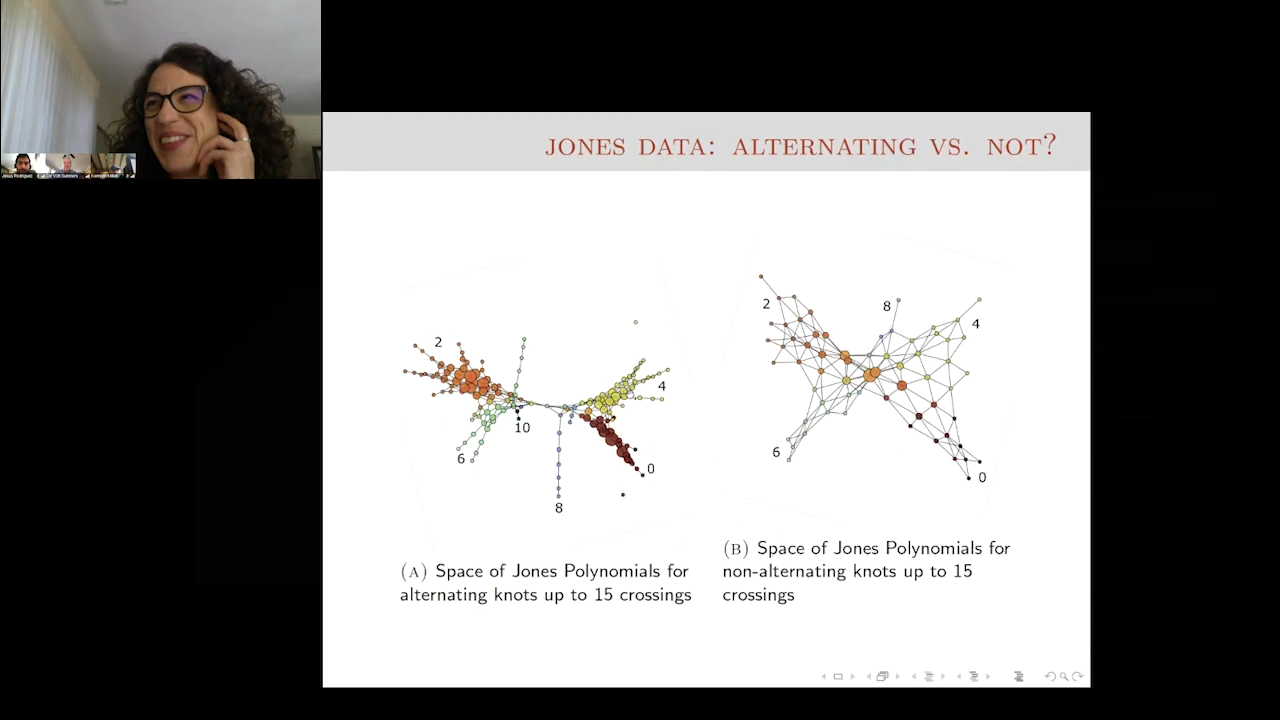 JONES DATA: ALTERNATING VS. NOT?
2
10
6
8
4
0
(A) Space of Jones Polynomials for
alternating knots up to 15 crossings
2
8
4
6
0
(B) Space of Jones Polynomials for
non-alternating knots up to 15
crossings